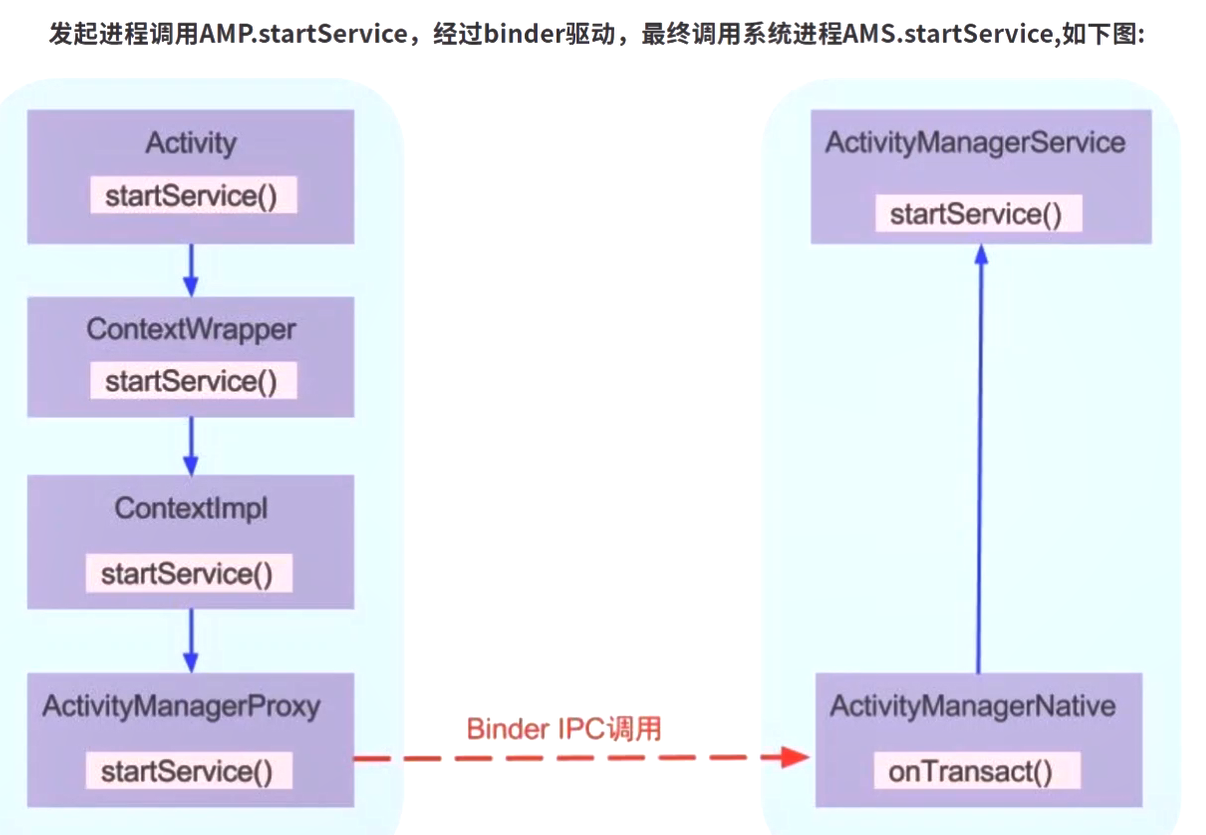 发起进程调用AMP.startService，经过binder驱动，最终调用系统进程AMS.startService,如下图:
Activity
startService()
ContextWrapper
startService()
ContextImpl
startService()
ActivityManagerProxy
startService()
Binder IPC调用
ActivityManagerService
startService()
ActivityManagerNative
onTransact()